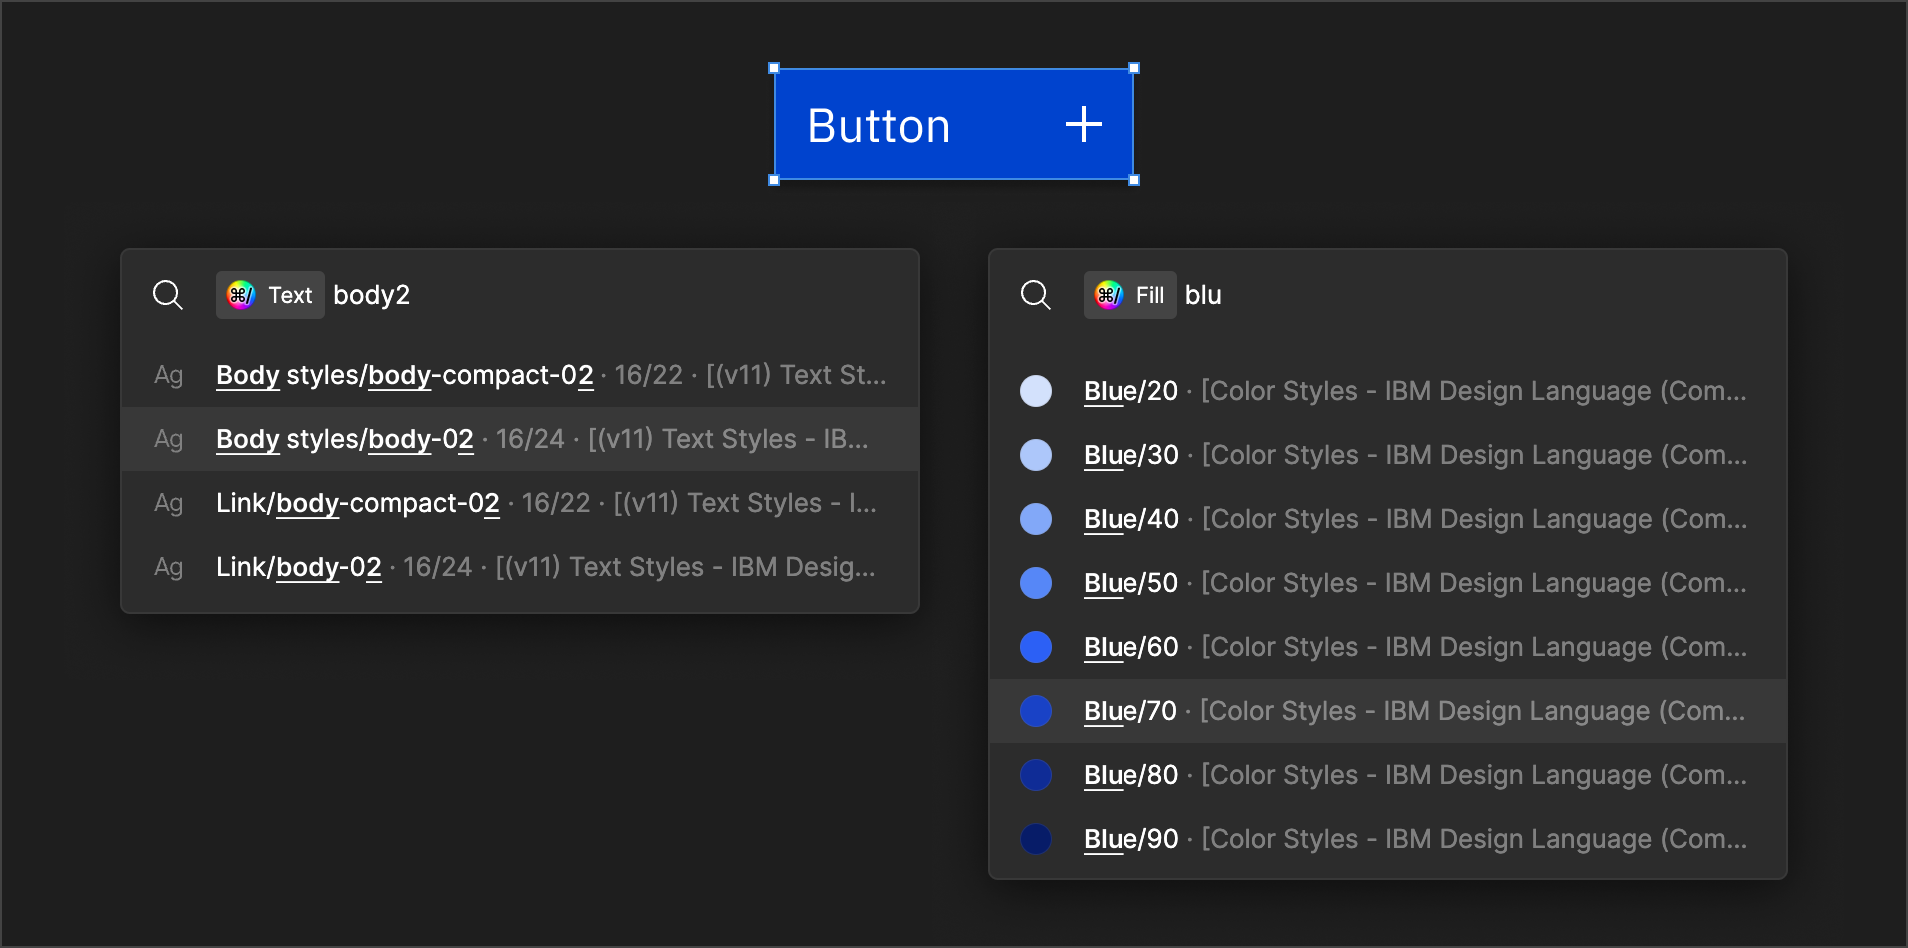 Button +
⌘/ Text body2
Ag Body styles/body-compact-02 · 16/22 · [(v11) Text St...
Ag Body styles/body-02 · 16/24 · [(v11) Text Styles - IB...
Ag Link/body-compact-02 · 16/22 · [(v11) Text Styles - I...
Ag Link/body-02 · 16/24 · [(v11) Text Styles - IBM Desig...
⌘/ Fill blu
Blue/20 · [Color Styles - IBM Design Language (Com...
Blue/30 · [Color Styles - IBM Design Language (Com...
Blue/40 · [Color Styles - IBM Design Language (Com...
Blue/50 · [Color Styles - IBM Design Language (Com...
Blue/60 · [Color Styles - IBM Design Language (Com...
Blue/70 · [Color Styles - IBM Design Language (Com...
Blue/80 · [Color Styles - IBM Design Language (Com...
Blue/90 · [Color Styles - IBM Design Language (Com...